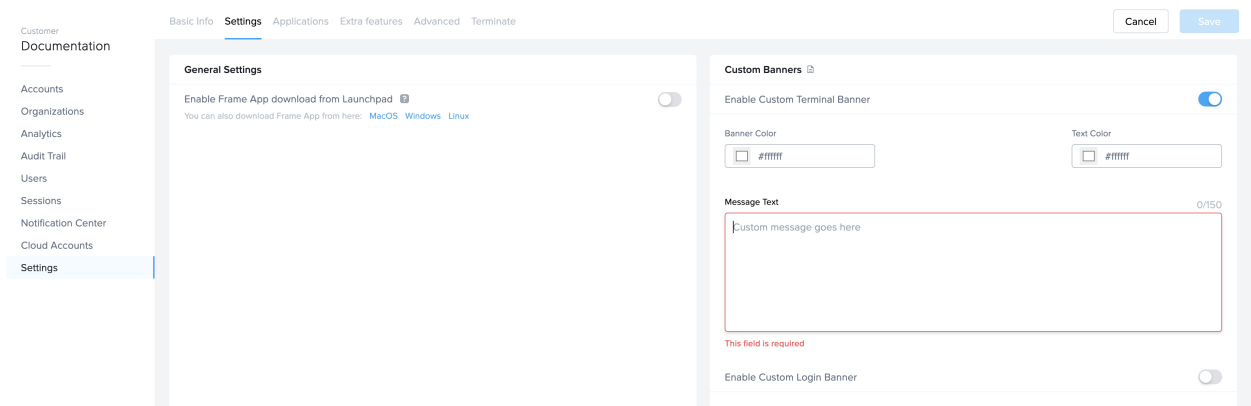 Customer
Documentation
Accounts
Organizations
Analytics
Audit Trail
Users
Sessions
Notification Center
Cloud Accounts
Settings
Basic Info Settings Applications Extra features Advanced Terminate
Cancel Save
General Settings
Enable Frame App download from Launchpad ?
You can also download Frame App from here: MacOS Windows Linux
Custom Banners
Enable Custom Terminal Banner
Banner Color Text Color
#ffffff #ffffff
Message Text 0/150
Custom message goes here
This field is required
Enable Custom Login Banner